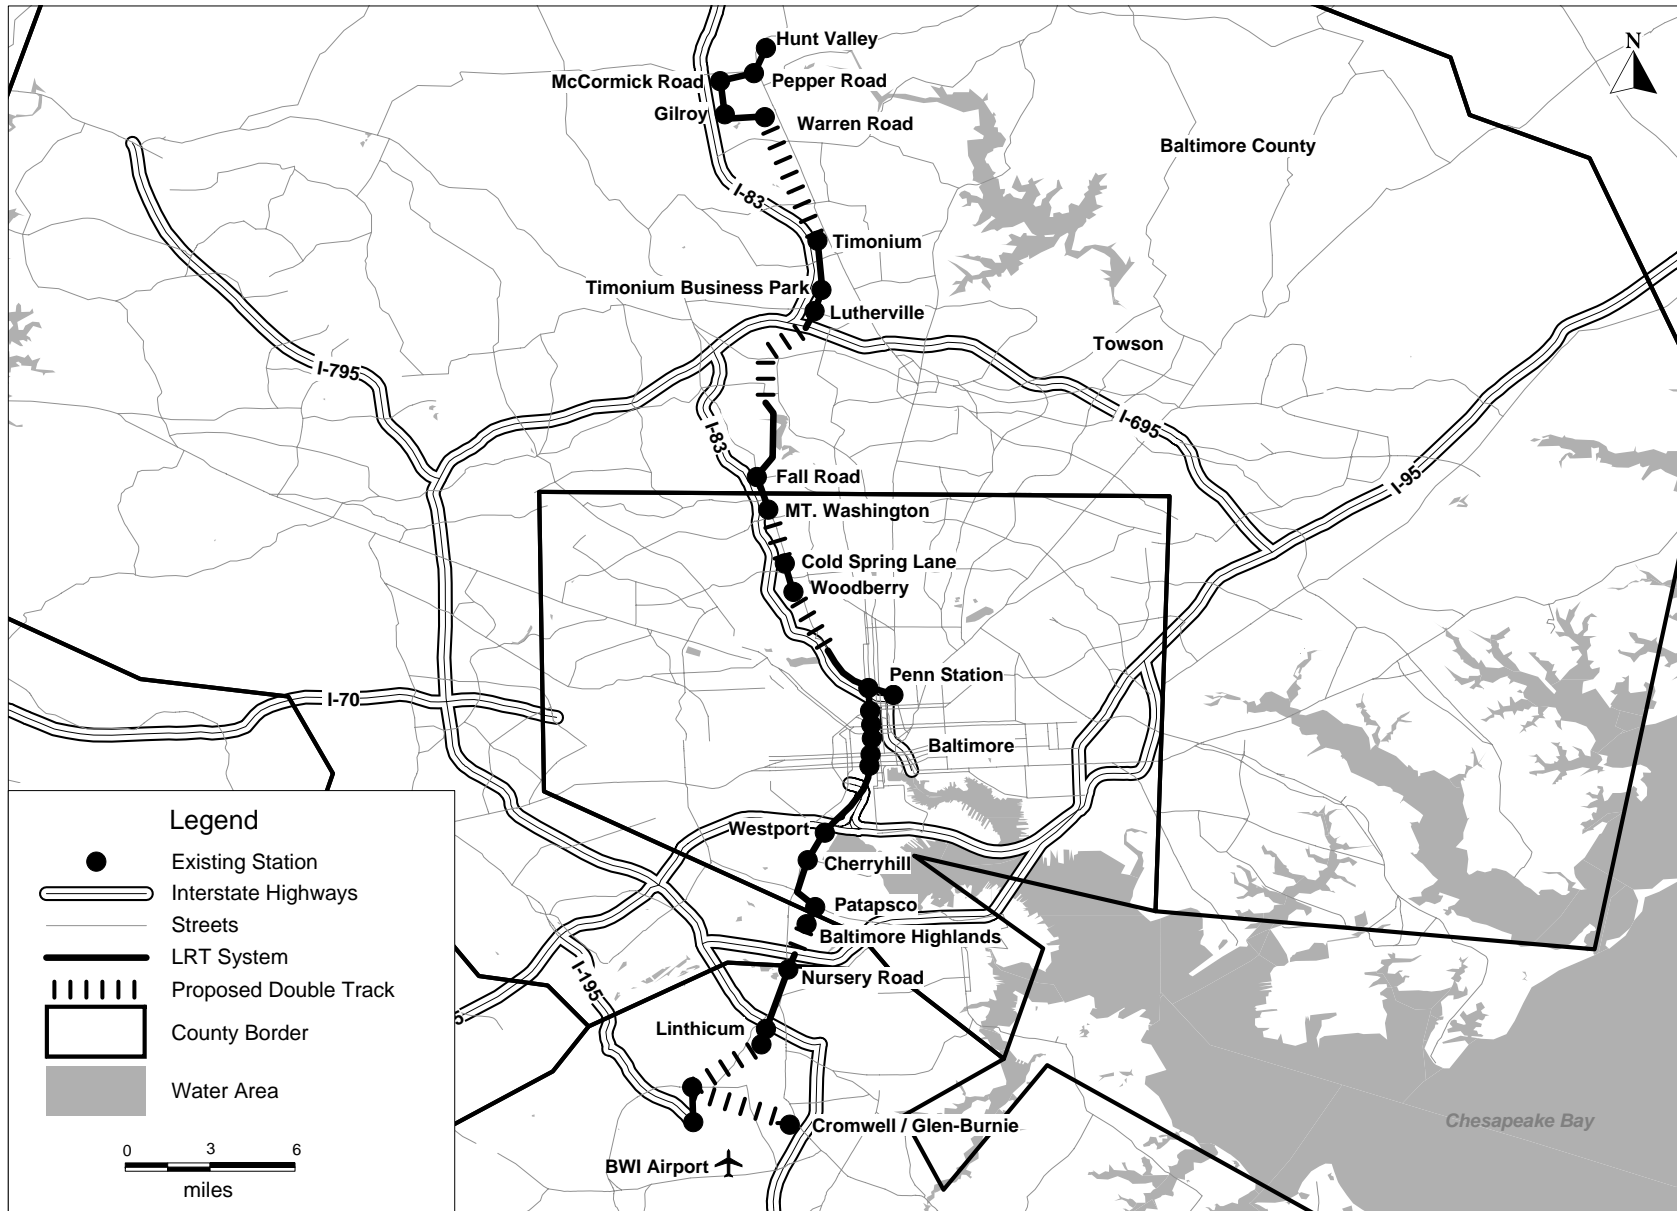 Hunt Valley
N
McCormick Road
Pepper Road
Gilroy
Warren Road
Baltimore County
I-83
Timonium
Timonium Business Park
Lutherville
Towson
I-795
I-695
I-83
I-95
Fall Road
MT. Washington
Cold Spring Lane
Woodberry
Penn Station
I-70
Baltimore
Westport
Cherryhill
Patapsco
Baltimore Highlands
Nursery Road
I-195
5
Linthicum
Cromwell / Glen-Burnie
BWI Airport
Chesapeake Bay
Legend
Existing Station
Interstate Highways
Streets
LRT System
Proposed Double Track
County Border
Water Area
0 3 6
miles